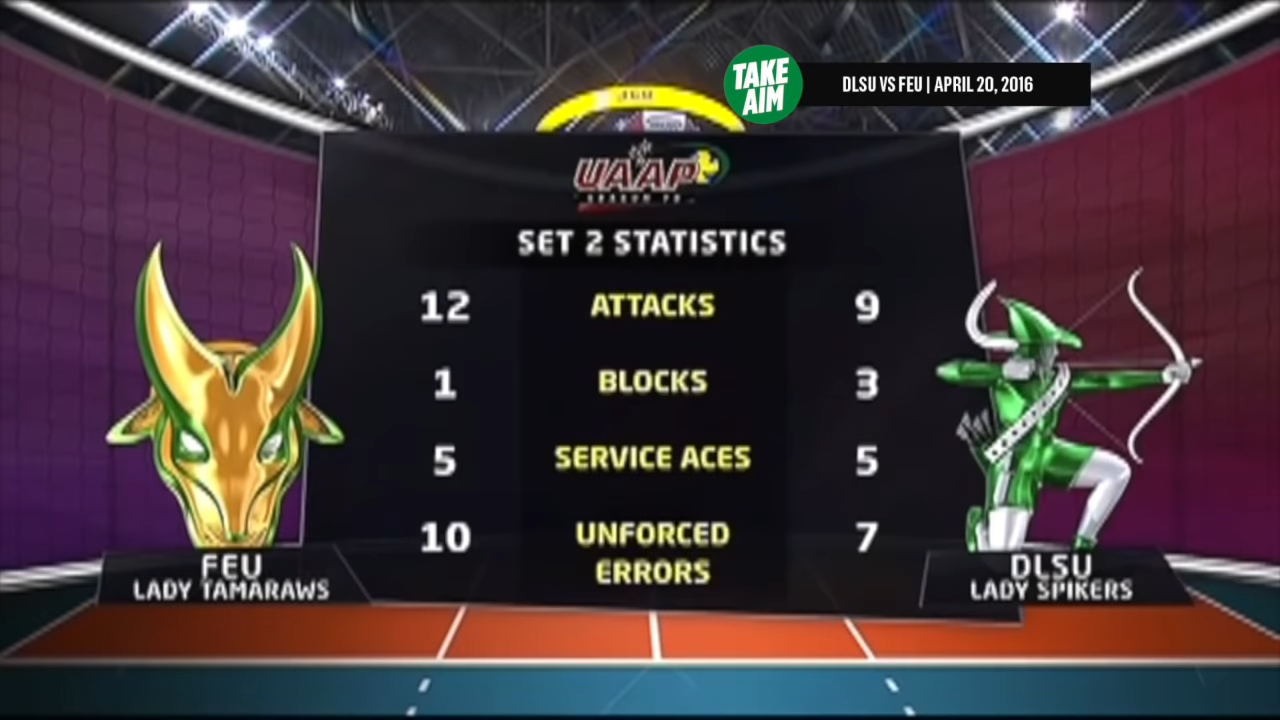 TAKE
AIM
DLSU VS FEU | APRIL 20, 2016
UAAP
SET 2 STATISTICS
12 ATTACKS 9
1 BLOCKS 3
5 SERVICE ACES 5
10 UNFORCED ERRORS 7
FEU
LADY TAMARAWS
DLSU
LADY SPIKERS